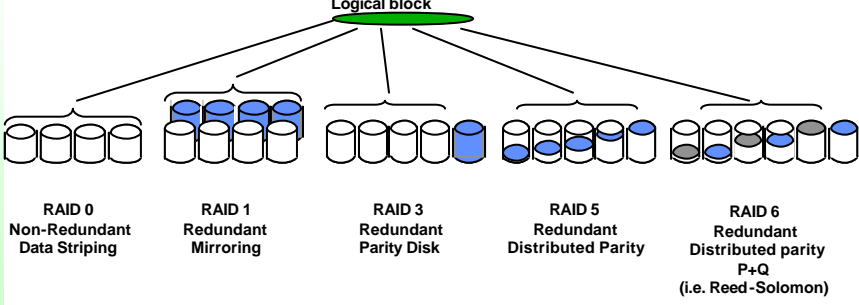 Logical block
RAID 0
Non-Redundant
Data Striping
RAID 1
Redundant
Mirroring
RAID 3
Redundant
Parity Disk
RAID 5
Redundant
Distributed Parity
RAID 6
Redundant
Distributed parity
P+Q
(i.e. Reed-Solomon)